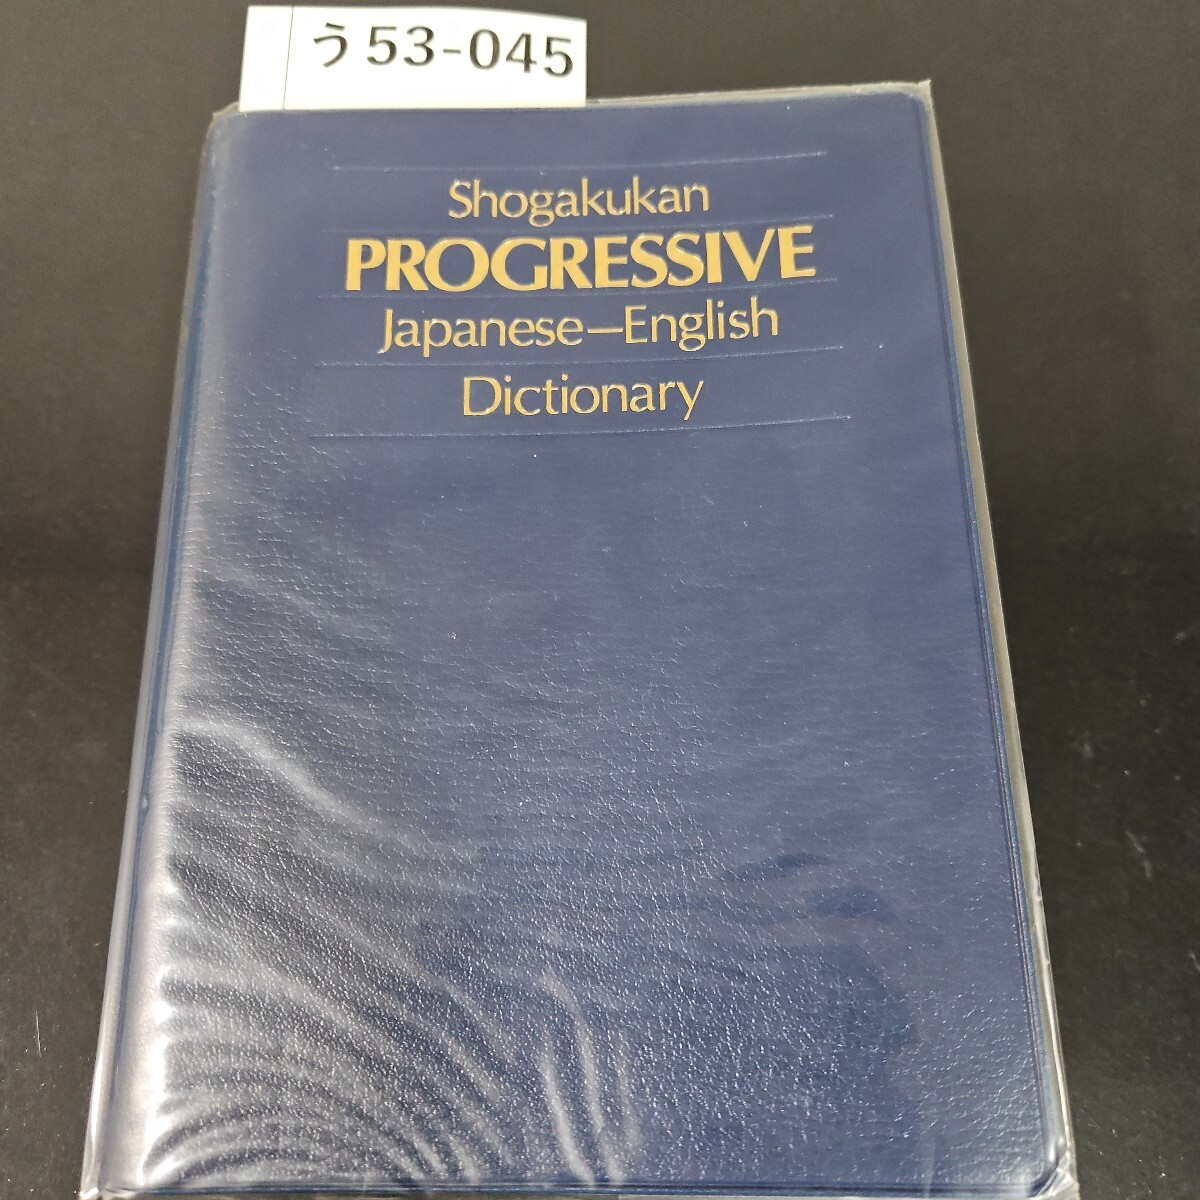 う53-045
Shogakukan
PROGRESSIVE
Japanese–English
Dictionary